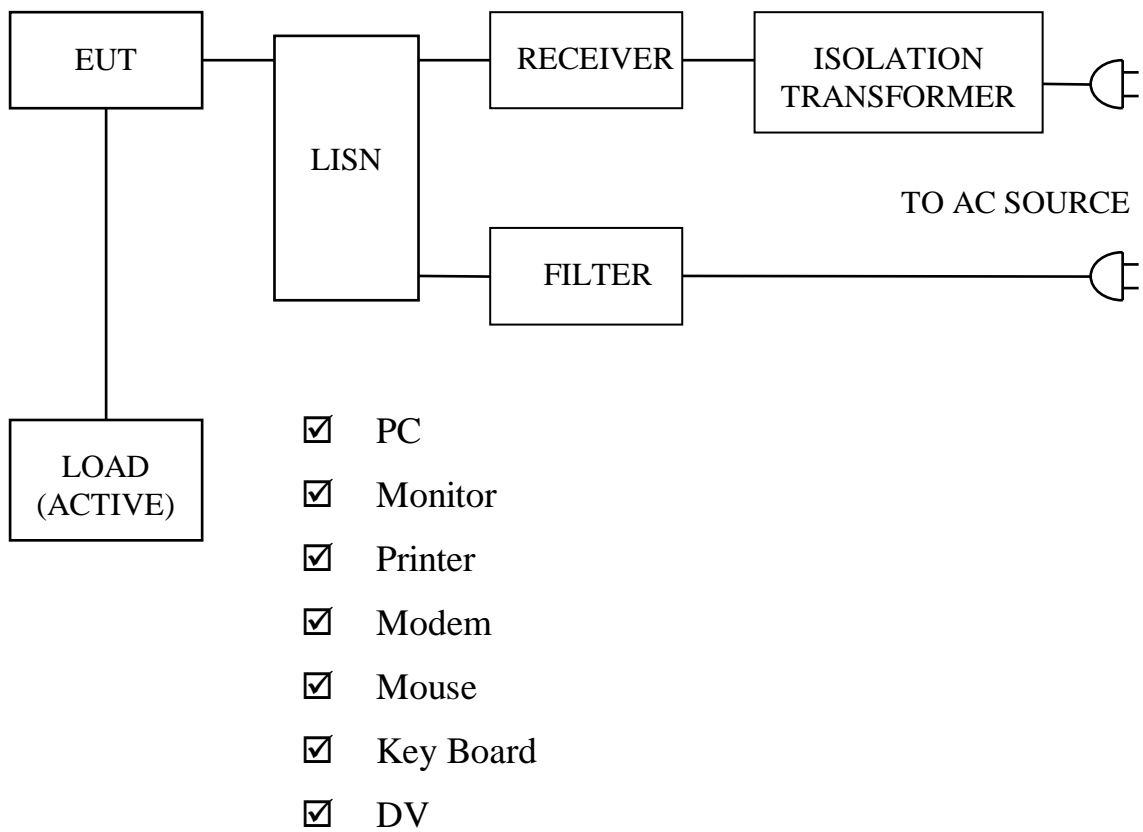 EUT
LISN
RECEIVER
ISOLATION
TRANSFORMER
TO AC SOURCE
FILTER
LOAD
(ACTIVE)
☑ PC
☑ Monitor
☑ Printer
☑ Modem
☑ Mouse
☑ Key Board
☑ DV